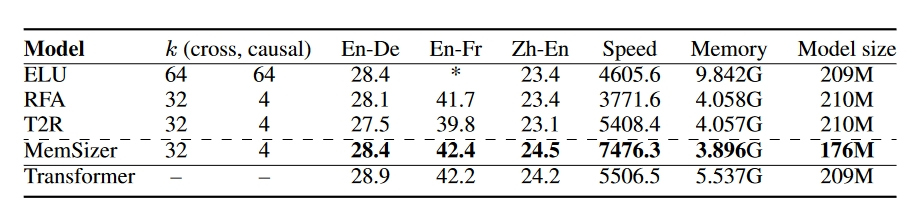 Model k (cross, causal) En-De En-Fr Zh-En Speed Memory Model size
ELU 64 64 28.4 * 23.4 4605.6 9.842G 209M
RFA 32 4 28.1 41.7 23.4 3771.6 4.058G 210M
T2R 32 4 27.5 39.8 23.1 5408.4 4.057G 210M
MemSizer 32 4 28.4 42.4 24.5 7476.3 3.896G 176M
Transformer – – 28.9 42.2 24.2 5506.5 5.537G 209M